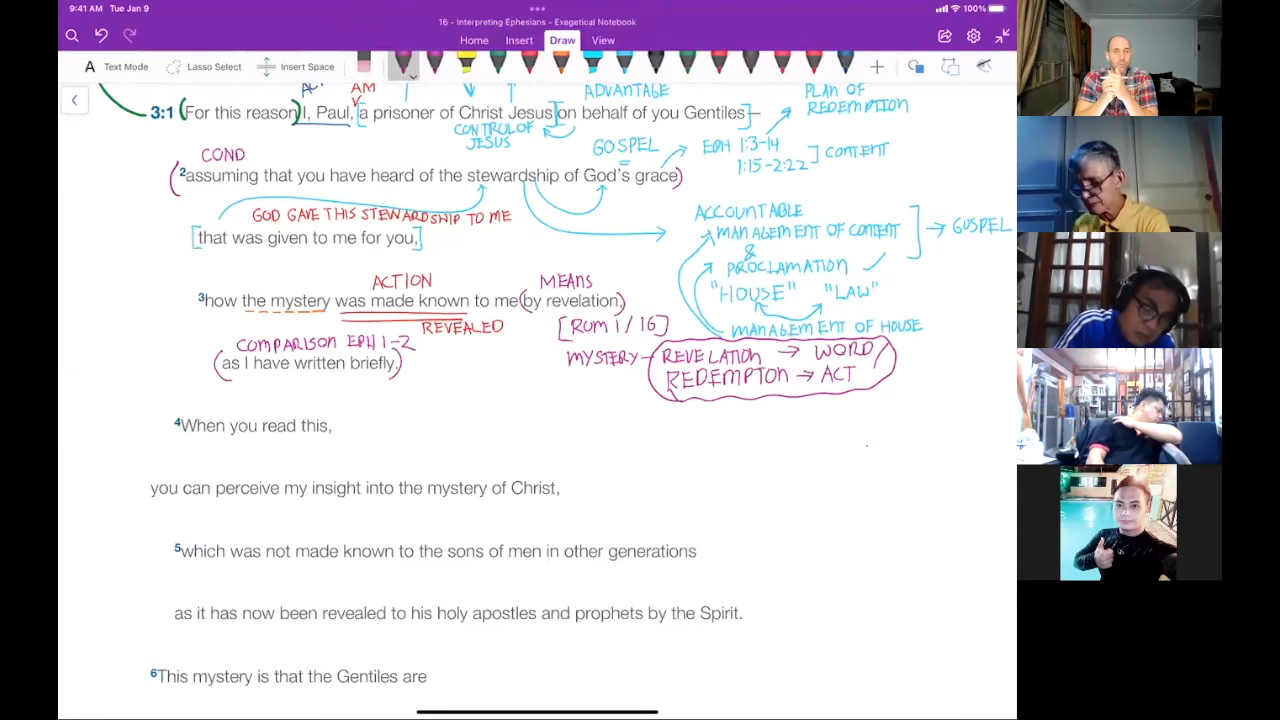 9:41 AM Tue Jan 9
100%
16 - Interpreting Ephesians - Exegetical Notebook
Home Insert Draw View
A Text Mode Lasso Select Insert Space
AM
ADVANTAGE
PLAN OF
REDEMPTION
3:1 (For this reason) I, Paul, [a prisoner of Christ Jesus] on behalf of you Gentiles]—
CONTROL OF
JESUS
GOSPEL
EPH 1:3-14
1:15-2:22] CONTENT
COND
(2assuming that you have heard of the stewardship of God's grace)
GOD GAVE THIS STEWARDSHIP TO ME
[that was given to me for you,]
ACCOUNTABLE
MANAGEMENT OF CONTENT
&
PROCLAMATION
] → GOSPEL
"HOUSE" "LAW"
MANAGEMENT OF HOUSE
ACTION MEANS
3how the mystery was made known to me (by revelation,)
REVEALED
[ROM 1/16]
COMPARISON EPH 1-2
(as I have written briefly.)
MYSTERY – REVELATION → WORD/
REDEMPTON → ACT
4When you read this,
you can perceive my insight into the mystery of Christ,
5which was not made known to the sons of men in other generations
as it has now been revealed to his holy apostles and prophets by the Spirit.
6This mystery is that the Gentiles are